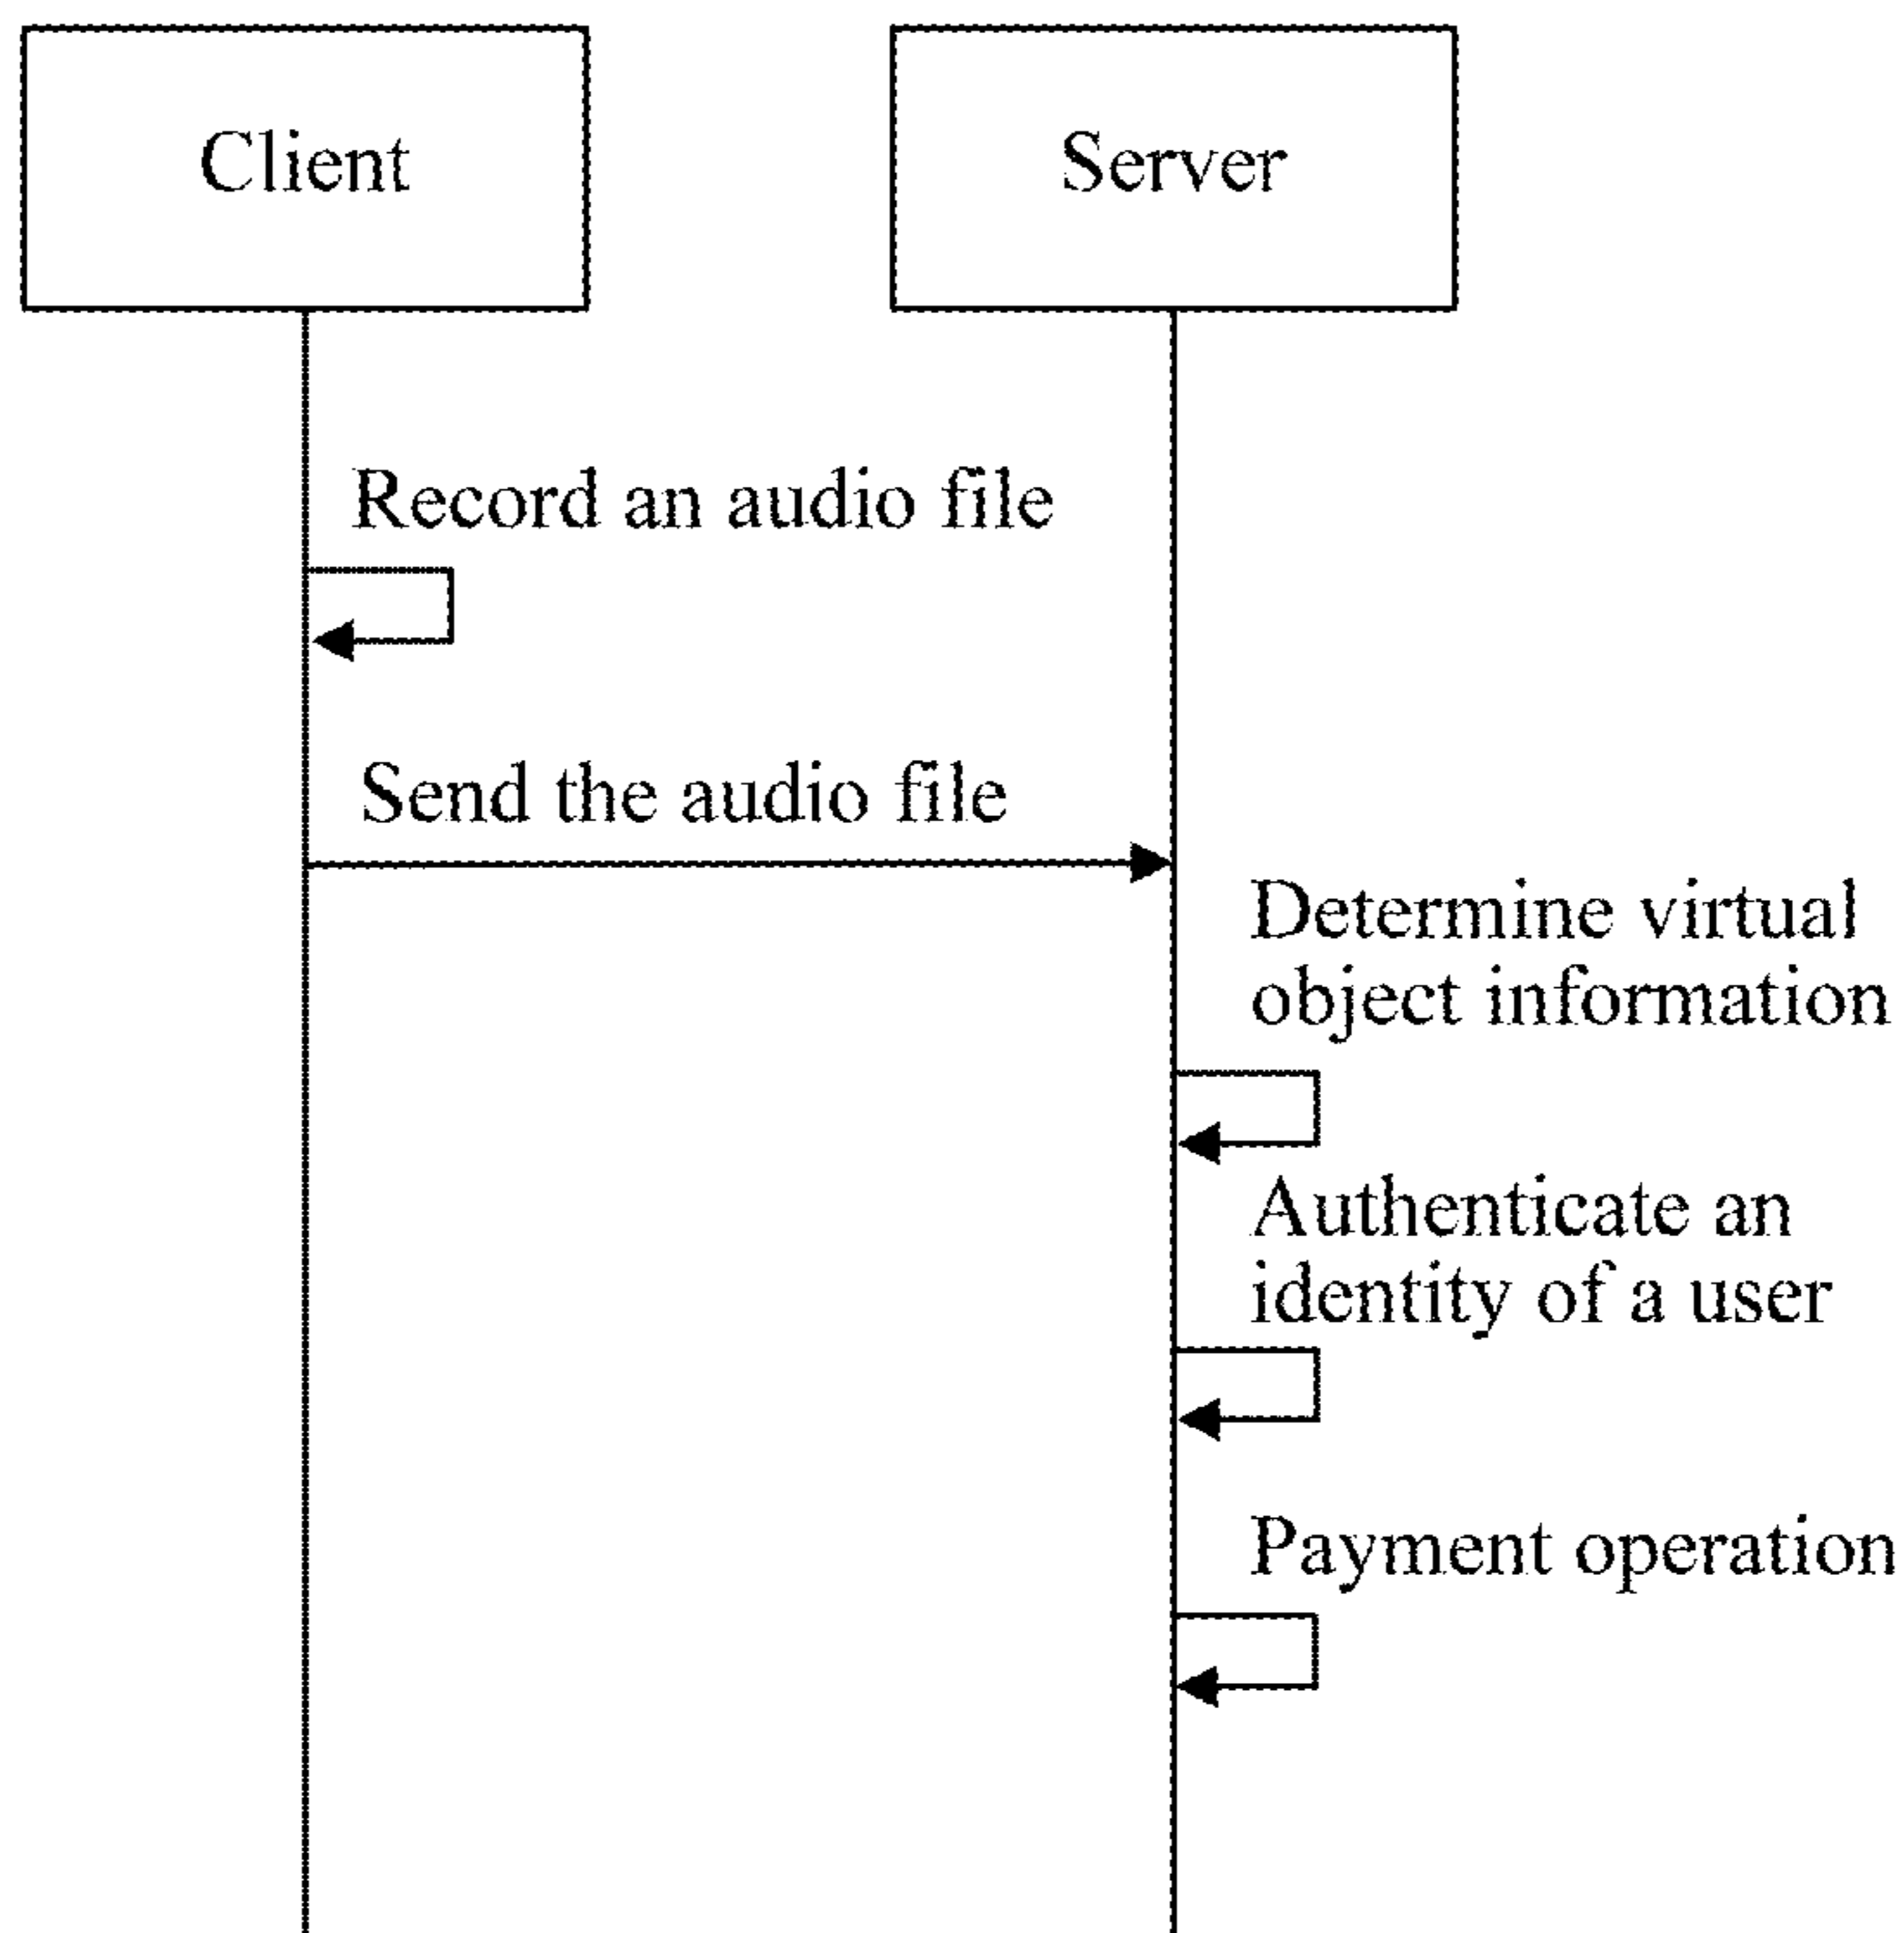 Client
Server
Record an audio file
Send the audio file
Determine virtual
object information
Authenticate an
identity of a user
Payment operation